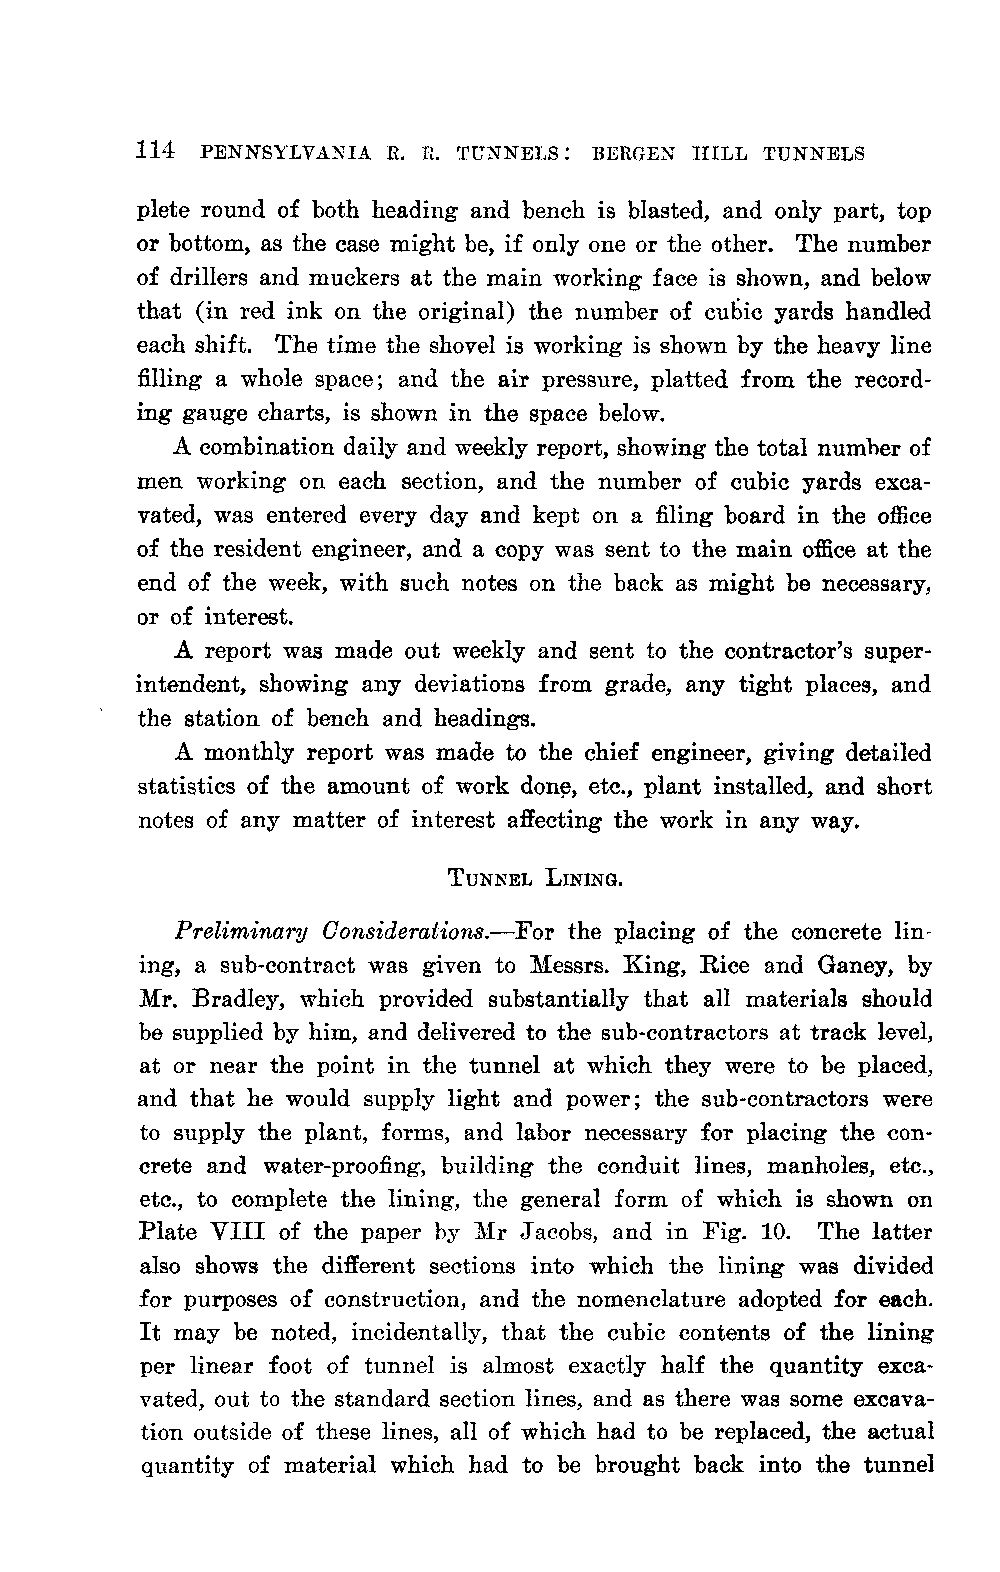 114 PENNSYLVANIA R. R. TUNNELS: BERGEN HILL TUNNELS
plete round of both heading and bench is blasted, and only part, top
or bottom, as the case might be, if only one or the other. The number
of drillers and muckers at the main working face is shown, and below
that (in red ink on the original) the number of cubic yards handled
each shift. The time the shovel is working is shown by the heavy line
filling a whole space; and the air pressure, platted from the record-
ing gauge charts, is shown in the space below.
A combination daily and weekly report, showing the total number of
men working on each section, and the number of cubic yards exca-
vated, was entered every day and kept on a filing board in the office
of the resident engineer, and a copy was sent to the main office at the
end of the week, with such notes on the back as might be necessary,
or of interest.
A report was made out weekly and sent to the contractor's super-
intendent, showing any deviations from grade, any tight places, and
the station of bench and headings.
A monthly report was made to the chief engineer, giving detailed
statistics of the amount of work done, etc., plant installed, and short
notes of any matter of interest affecting the work in any way.
TUNNEL LINING.
Preliminary Considerations.—For the placing of the concrete lin-
ing, a sub-contract was given to Messrs. King, Rice and Ganey, by
Mr. Bradley, which provided substantially that all materials should
be supplied by him, and delivered to the sub-contractors at track level,
at or near the point in the tunnel at which they were to be placed,
and that he would supply light and power; the sub-contractors were
to supply the plant, forms, and labor necessary for placing the con-
crete and water-proofing, building the conduit lines, manholes, etc.,
etc., to complete the lining, the general form of which is shown on
Plate VIII of the paper by Mr Jacobs, and in Fig. 10. The latter
also shows the different sections into which the lining was divided
for purposes of construction, and the nomenclature adopted for each.
It may be noted, incidentally, that the cubic contents of the lining
per linear foot of tunnel is almost exactly half the quantity exca-
vated, out to the standard section lines, and as there was some excava-
tion outside of these lines, all of which had to be replaced, the actual
quantity of material which had to be brought back into the tunnel